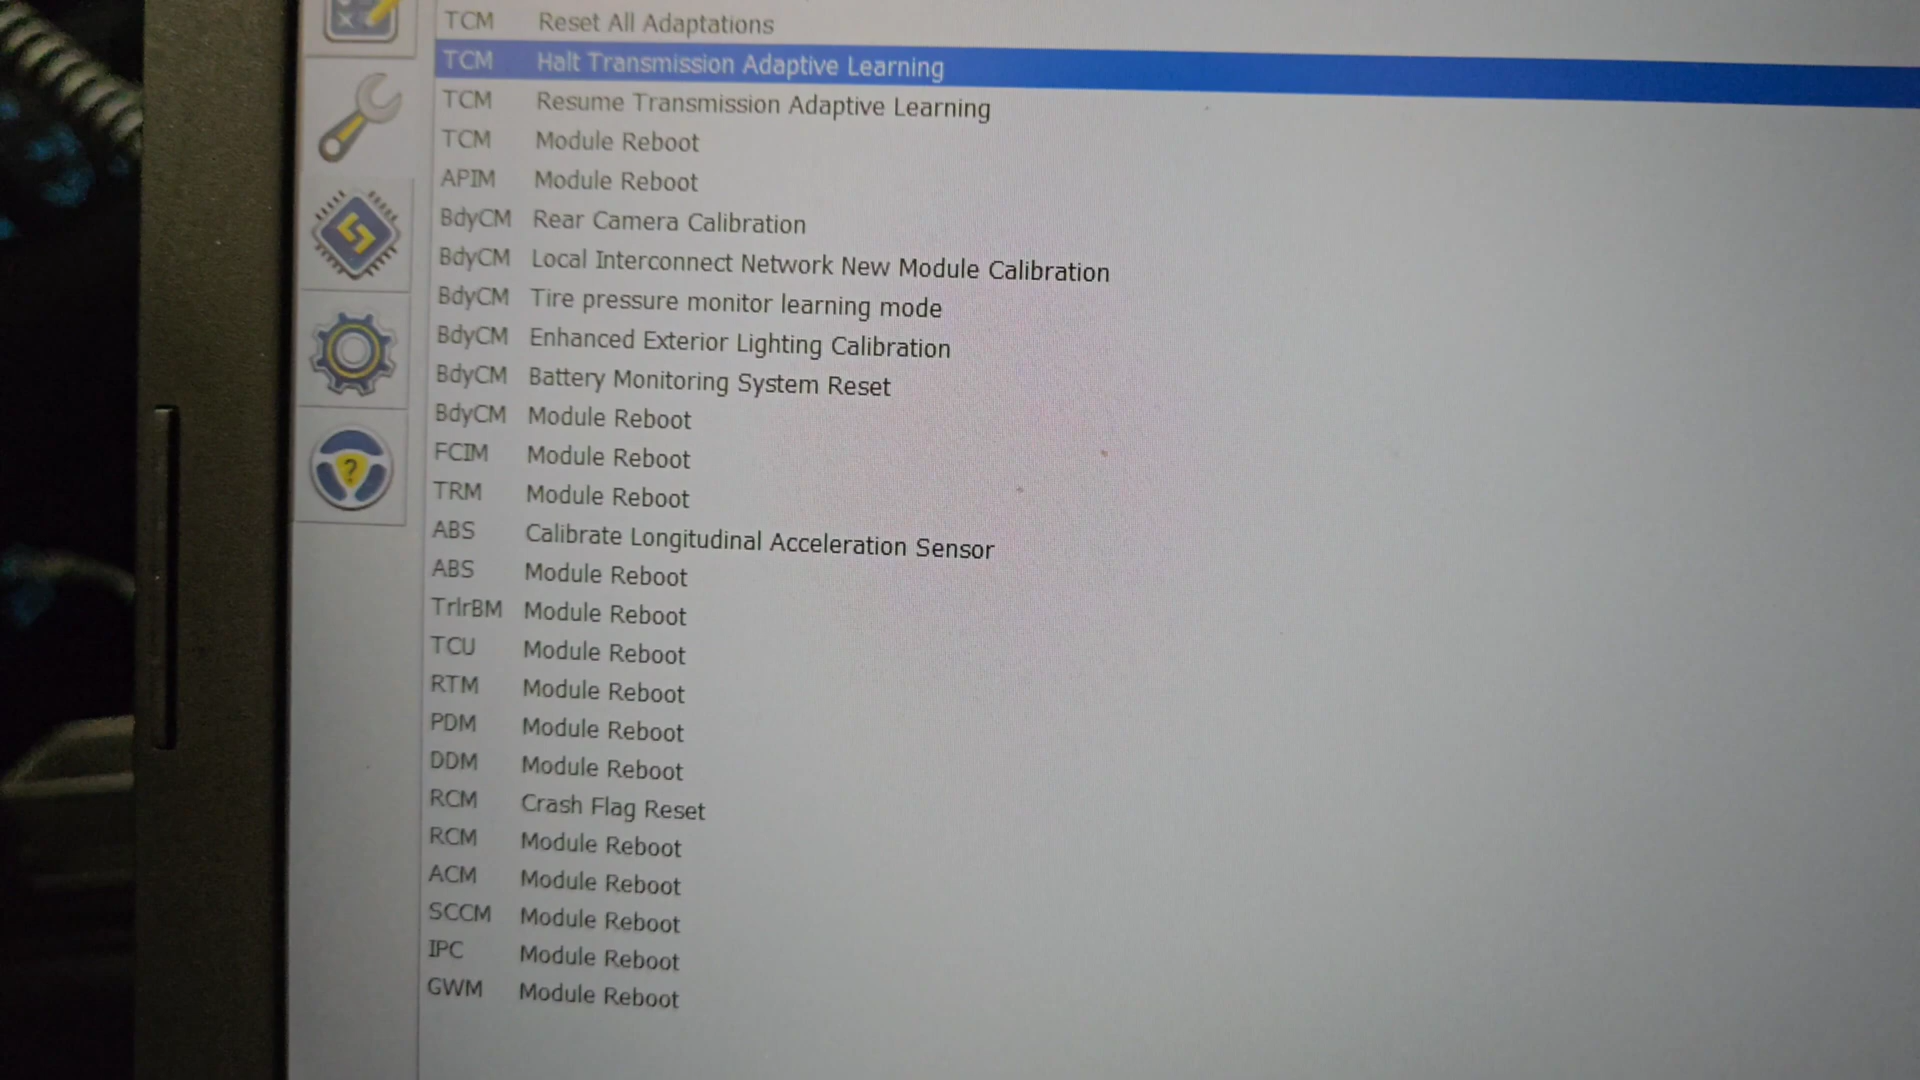 TCM Reset All Adaptations
TCM Halt Transmission Adaptive Learning
TCM Resume Transmission Adaptive Learning
TCM Module Reboot
APIM Module Reboot
BdyCM Rear Camera Calibration
BdyCM Local Interconnect Network New Module Calibration
BdyCM Tire pressure monitor learning mode
BdyCM Enhanced Exterior Lighting Calibration
BdyCM Battery Monitoring System Reset
BdyCM Module Reboot
FCIM Module Reboot
TRM Module Reboot
ABS Calibrate Longitudinal Acceleration Sensor
ABS Module Reboot
TrlrBM Module Reboot
TCU Module Reboot
RTM Module Reboot
PDM Module Reboot
DDM Module Reboot
RCM Crash Flag Reset
RCM Module Reboot
ACM Module Reboot
SCCM Module Reboot
IPC Module Reboot
GWM Module Reboot